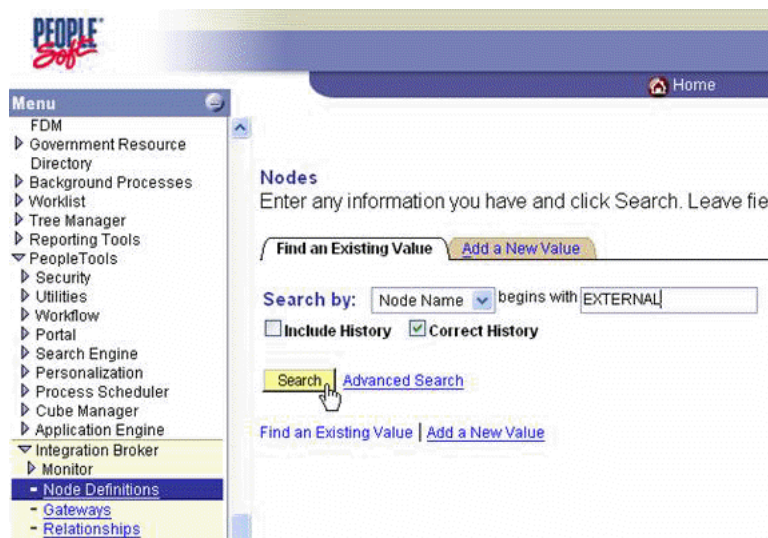 PEOPLE
Soft
Home
Menu
FDM
Government Resource
Directory
Background Processes
Worklist
Tree Manager
Reporting Tools
PeopleTools
Security
Utilities
Workflow
Portal
Search Engine
Personalization
Process Scheduler
Cube Manager
Application Engine
Integration Broker
Monitor
Node Definitions
Gateways
Relationships
Nodes
Enter any information you have and click Search. Leave fie
Find an Existing Value Add a New Value
Search by: Node Name begins with EXTERNAL
Include History Correct History
Search Advanced Search
Find an Existing Value | Add a New Value